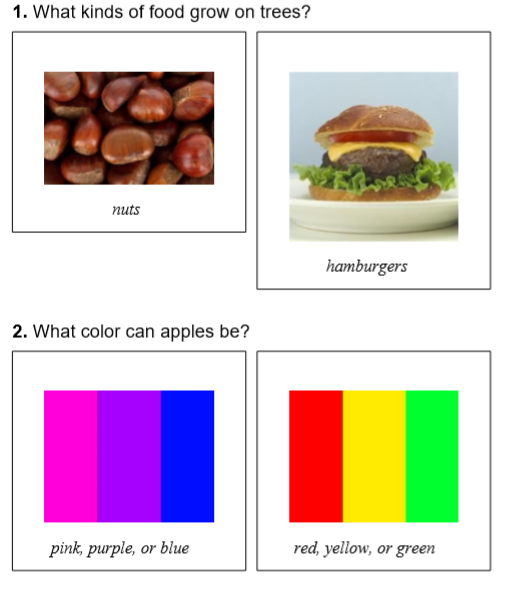 1. What kinds of food grow on trees?
nuts
hamburgers
2. What color can apples be?
pink, purple, or blue
red, yellow, or green